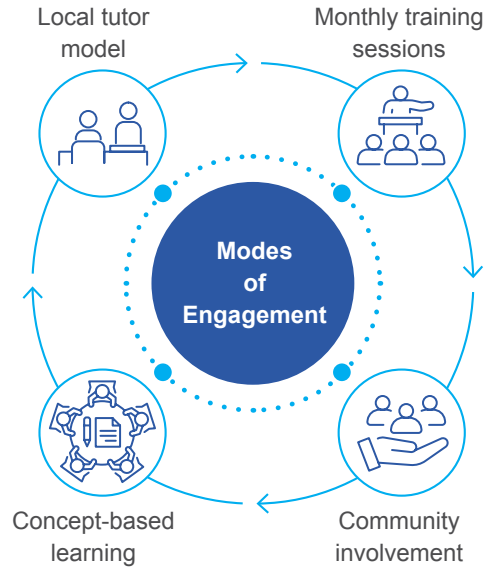 Local tutor
model
Monthly training
sessions
Modes
of
Engagement
Concept-based
learning
Community
involvement